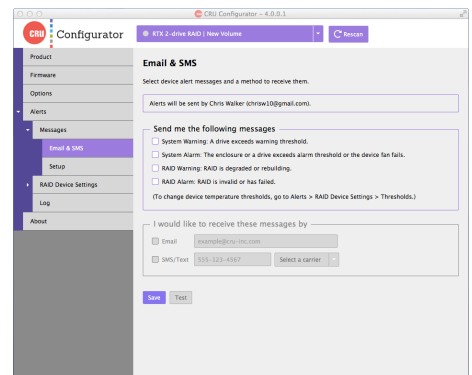 CRU Configurator – 4.0.0.1
CRU Configurator
RTX 2-drive RAID | New Volume
Rescan
Product
Firmware
Options
Alerts
Messages
Email & SMS
Setup
RAID Device Settings
Log
About
Email & SMS
Select device alert messages and a method to receive them.
Alerts will be sent by Chris Walker (chrisw10@gmail.com).
Send me the following messages
System Warning: A drive exceeds warning threshold.
System Alarm: The enclosure or a drive exceeds alarm threshold or the device fan fails.
RAID Warning: RAID is degraded or rebuilding.
RAID Alarm: RAID is invalid or has failed.
(To change device temperature thresholds, go to Alerts > RAID Device Settings > Thresholds.)
I would like to receive these messages by
Email example@cru-inc.com
SMS/Text 555-123-4567 Select a carrier
Save Test